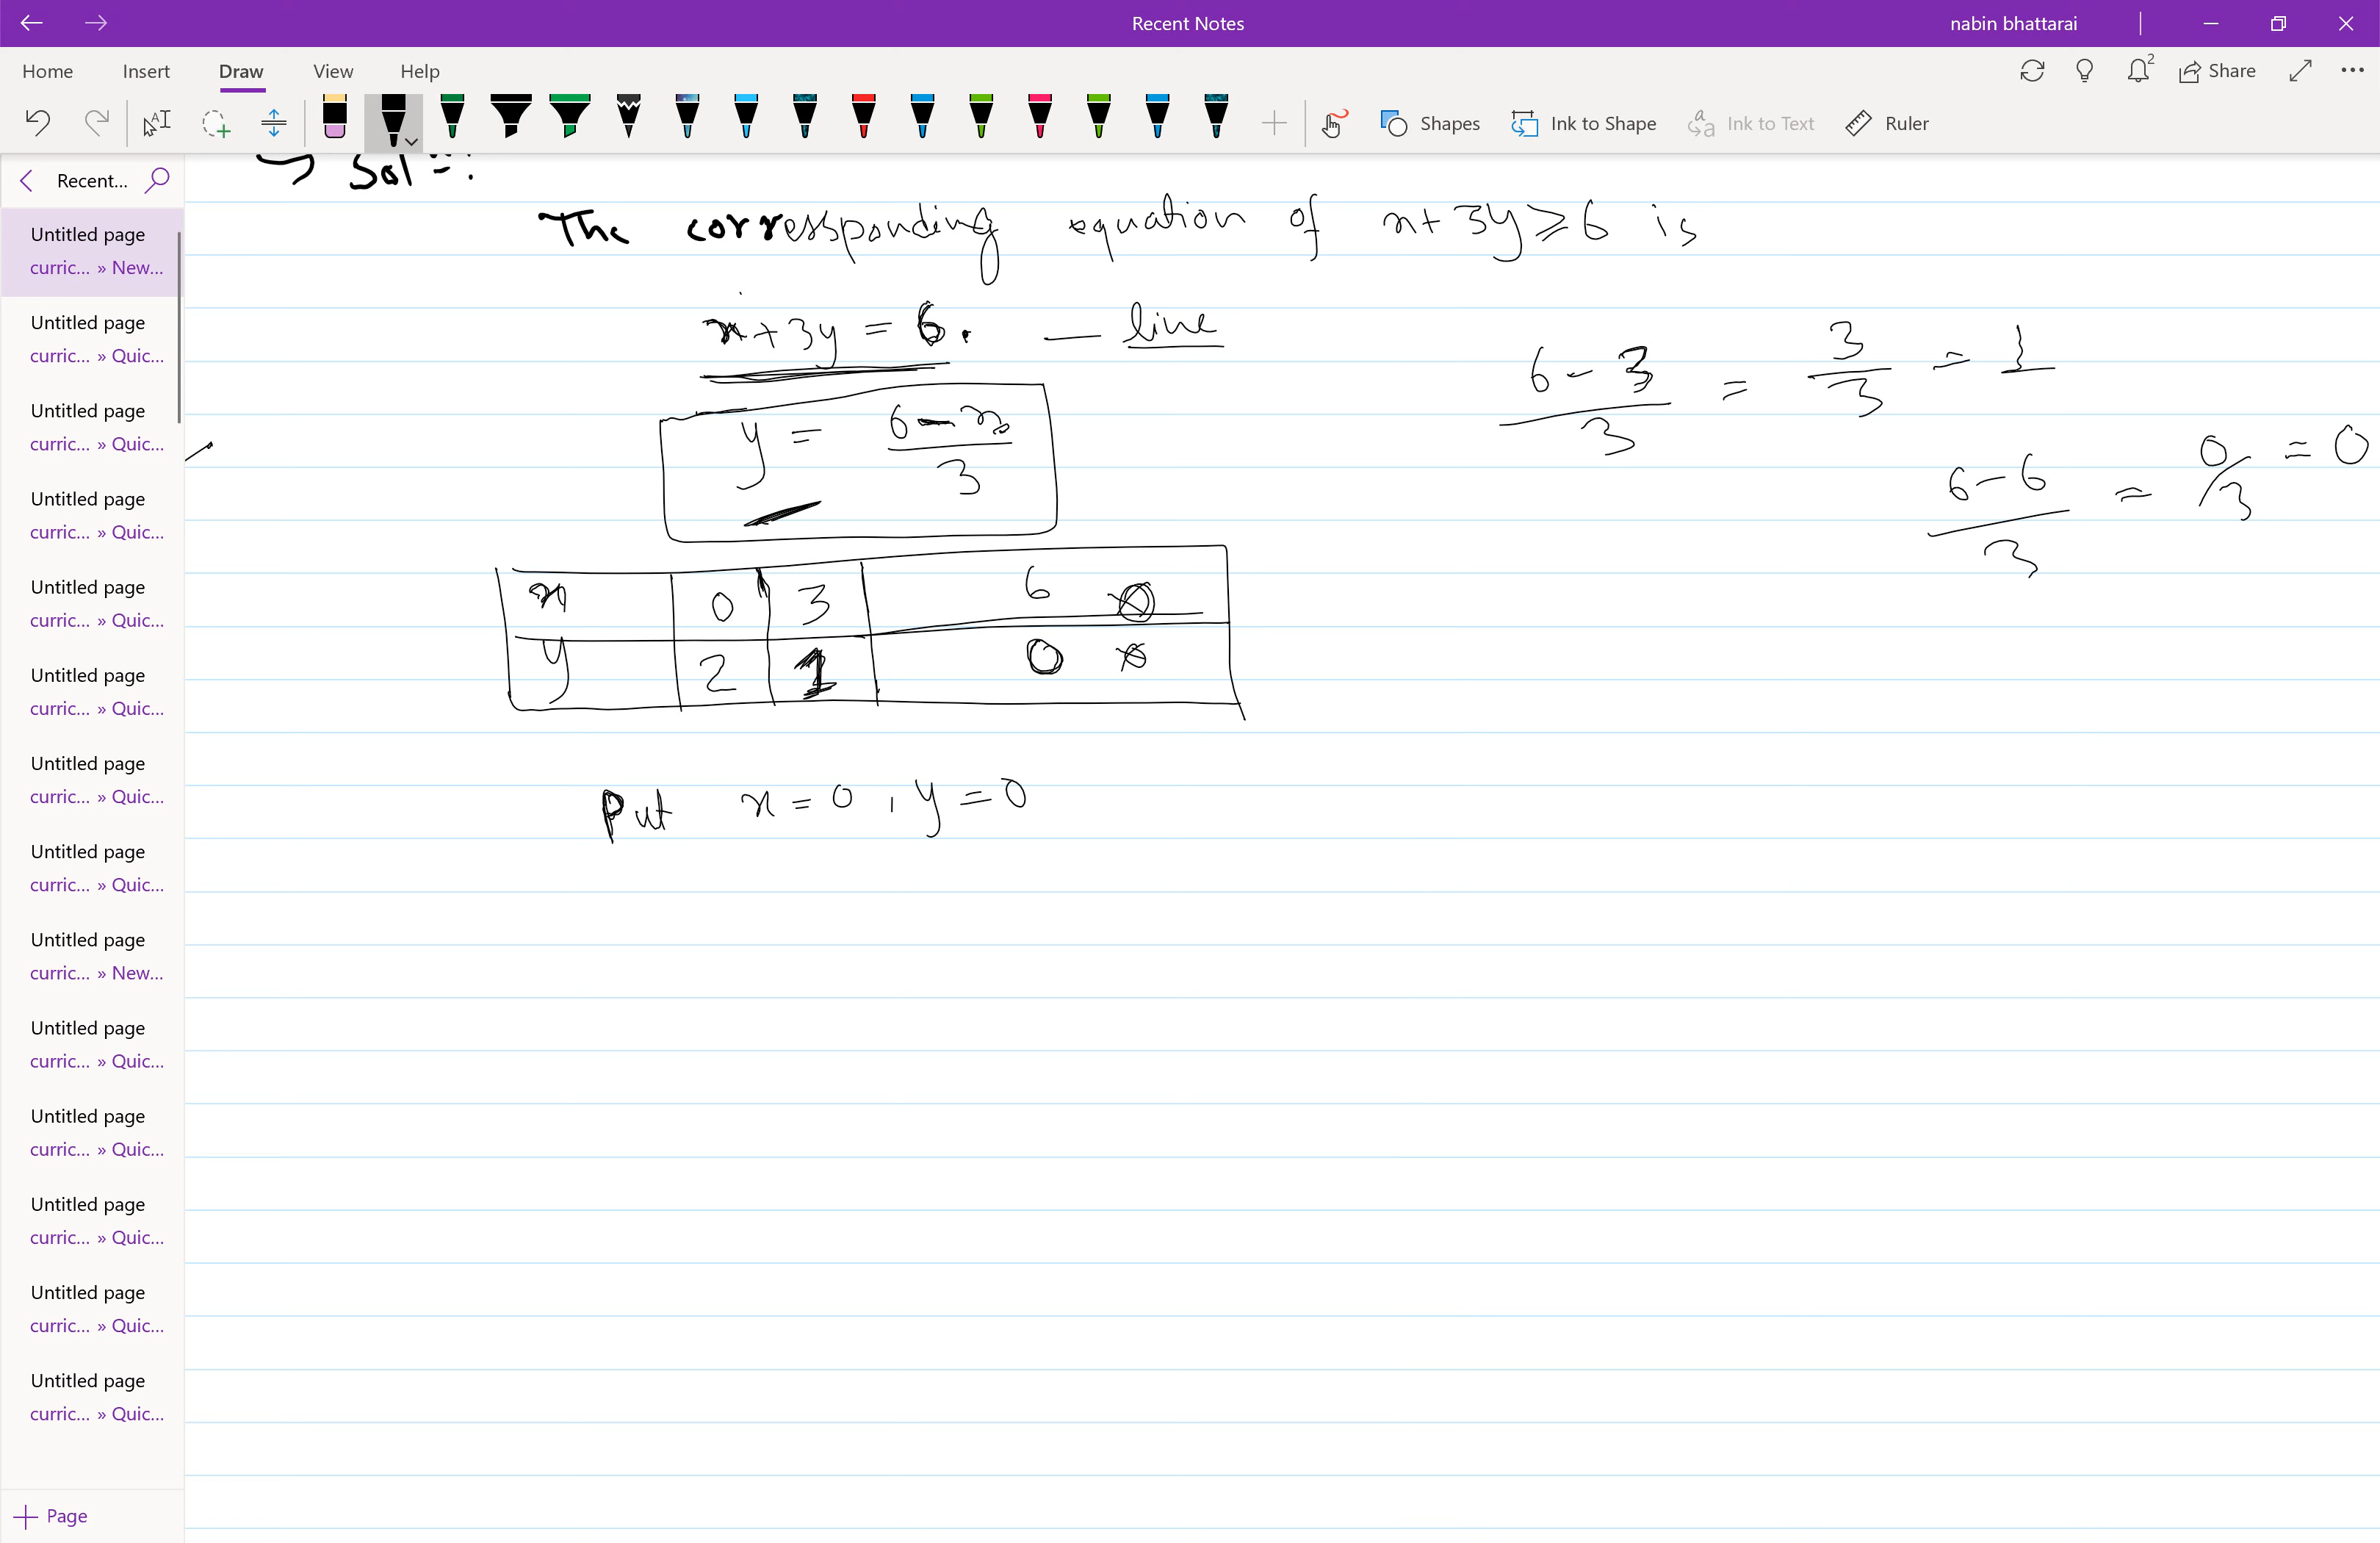 Recent Notes
nabin bhattarai
Home Insert Draw View Help
2 Share
Shapes Ink to Shape Ink to Text Ruler
Recent...
Untitled page
curric... » New...
Untitled page
curric... » Quic...
Untitled page
curric... » Quic...
Untitled page
curric... » Quic...
Untitled page
curric... » Quic...
Untitled page
curric... » Quic...
Untitled page
curric... » Quic...
Untitled page
curric... » Quic...
Untitled page
curric... » New...
Untitled page
curric... » Quic...
Untitled page
curric... » Quic...
Untitled page
curric... » Quic...
Untitled page
curric... » Quic...
Untitled page
curric... » Quic...
Page
→ Solⁿ:
The corresponding equation of x+3y⩾6 is
x+3y = 6. — line
y = (6-x)/3
(6-3)/3 = 3/3 = 1
(6-6)/3 = 0/3 = 0
x 0 3 6
y 2 1 0
Put x=0, y=0